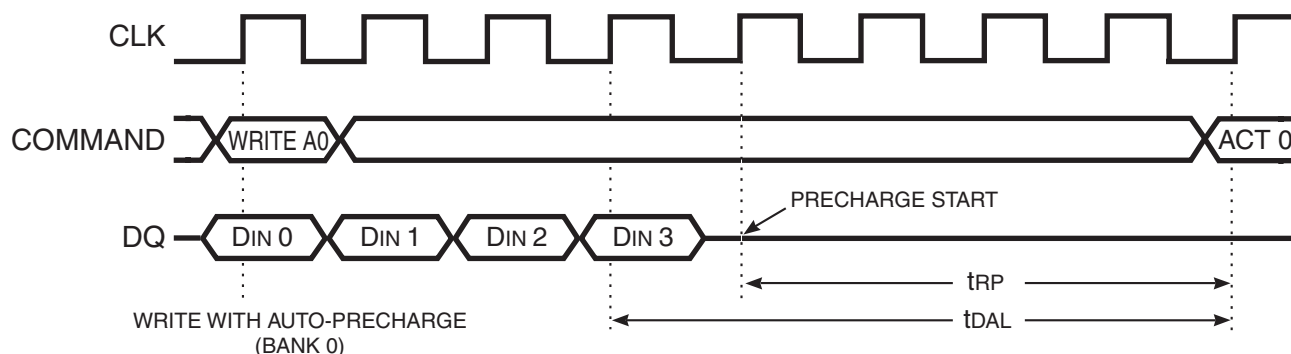 CLK
COMMAND
WRITE A0
ACT 0
DQ
DIN 0
DIN 1
DIN 2
DIN 3
PRECHARGE START
tRP
tDAL
WRITE WITH AUTO-PRECHARGE
(BANK 0)